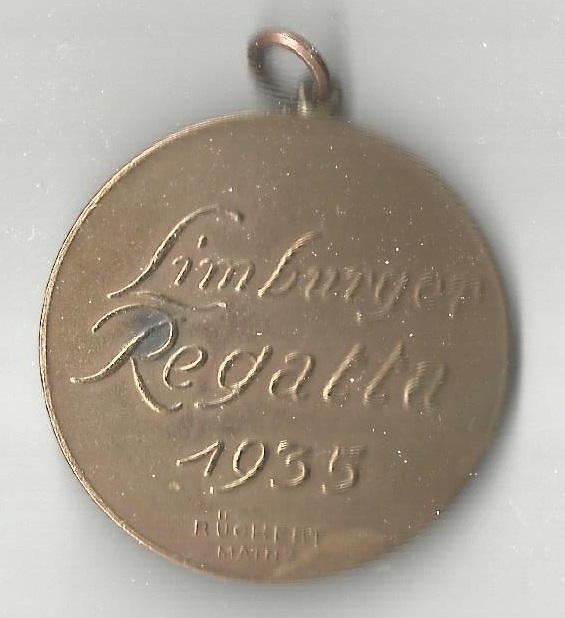 Limburger
Regatta
1935
RÜCKERT
MAINZ